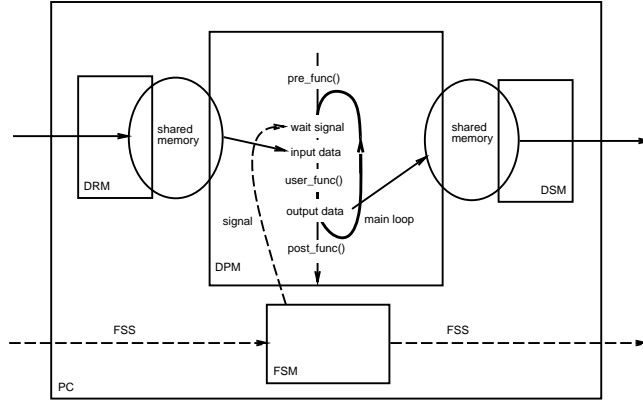 pre_func()
wait signal
input data
user_func()
output data
post_func()
main loop
shared
memory
shared
memory
DRM
DSM
signal
DPM
FSS
FSS
FSM
PC